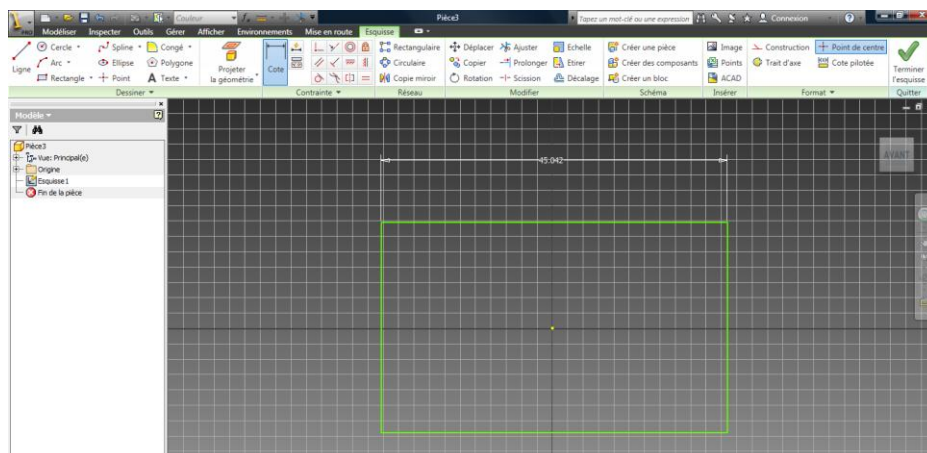 Couleur Pièce3 Tapez un mot-clé ou une expression Connexion
PRO Modéliser Inspecter Outils Gérer Afficher Environnements Mise en route Esquisse
Ligne
Cercle Spline Congé
Arc Ellipse Polygone
Rectangle Point Texte
Projeter
la géométrie
Cote
Rectangulaire
Circulaire
Copie miroir
Déplacer Ajuster Echelle
Copier Prolonger Etirer
Rotation Scission Décalage
Créer une pièce
Créer des composants
Créer un bloc
Image
Points
ACAD
Construction Point de centre
Trait d'axe Cote pilotée
Terminer
l'esquisse
Dessiner Contrainte Réseau Modifier Schéma Insérer Format Quitter
Modèle
Pièce3
Vue: Principal(e)
Origine
Esquisse1
Fin de la pièce
45.042
AVANT